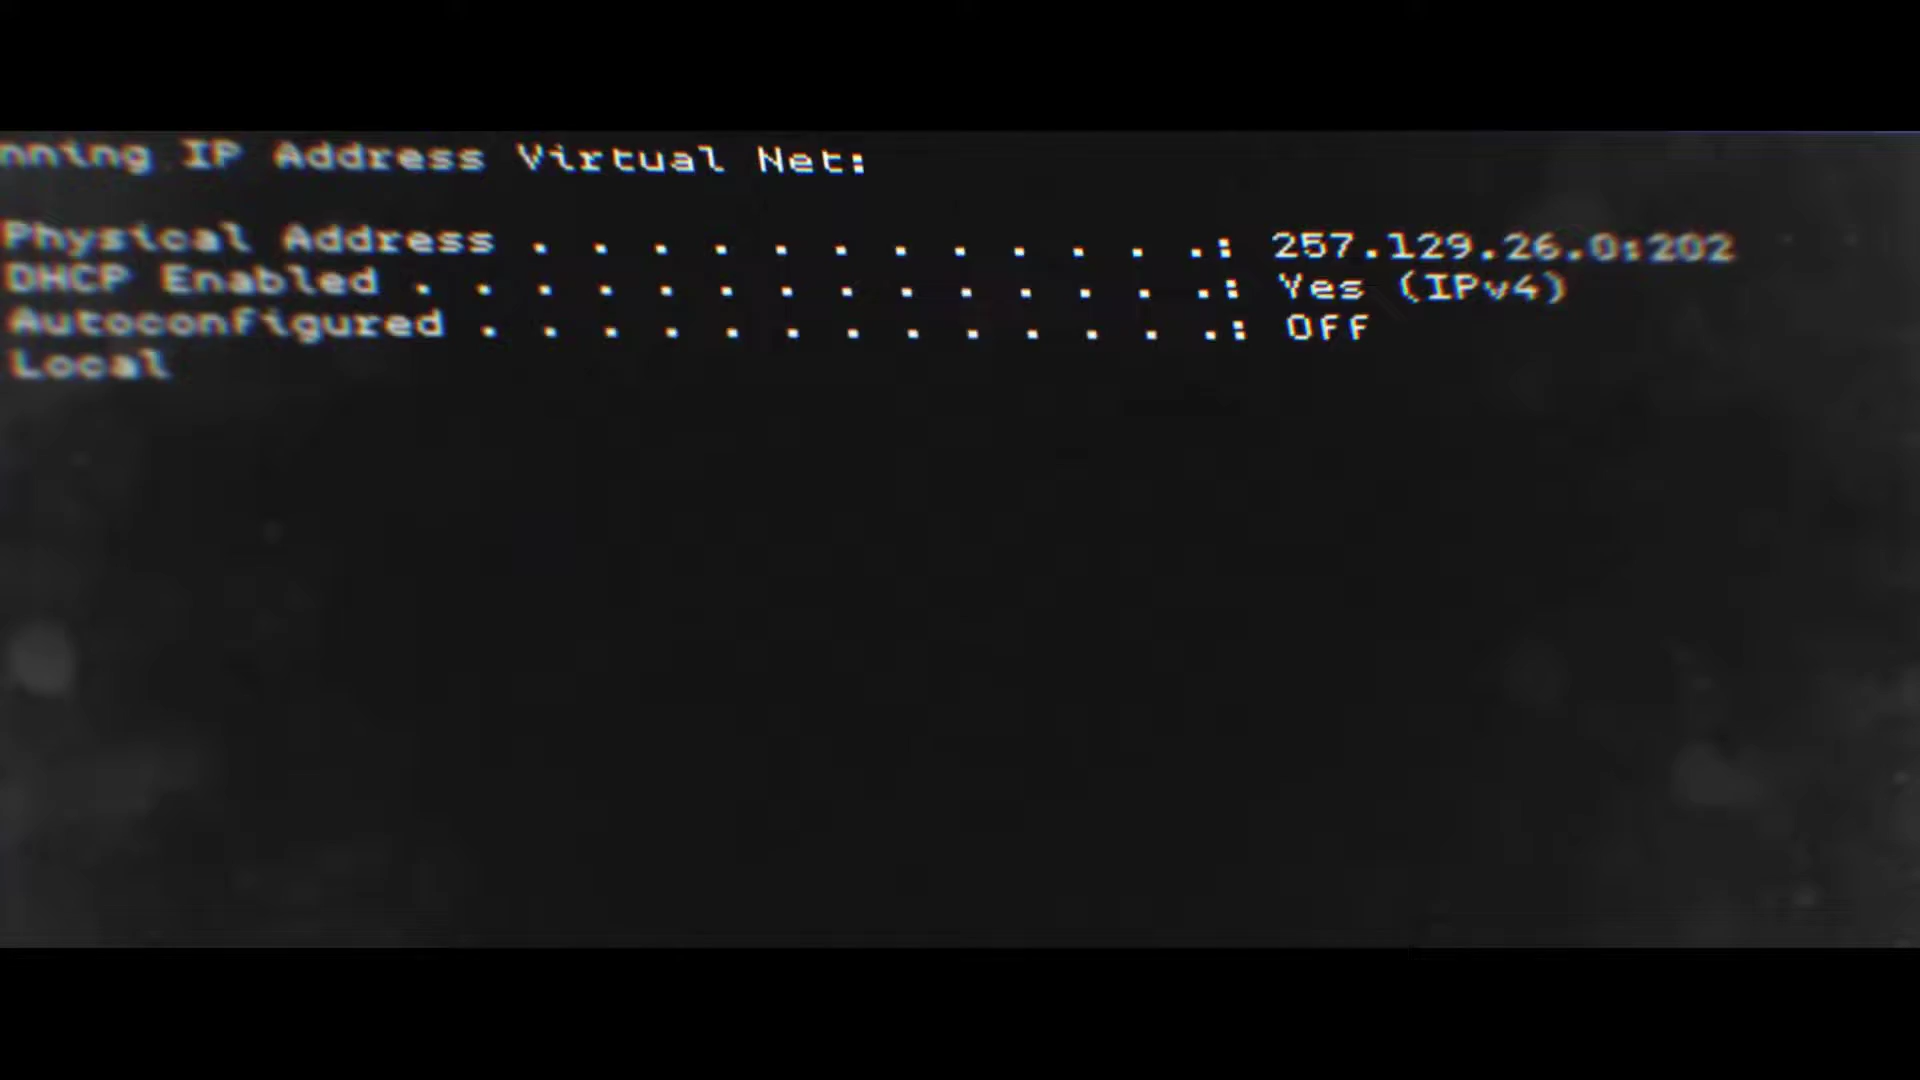 nning IP Address Virtual Net:
Physical Address . . . . . . . . . . . .: 257.129.26.0:202
DHCP Enabled . . . . . . . . . . . . . .: Yes (IPv4)
Autoconfigured . . . . . . . . . . . . .: Off
Local